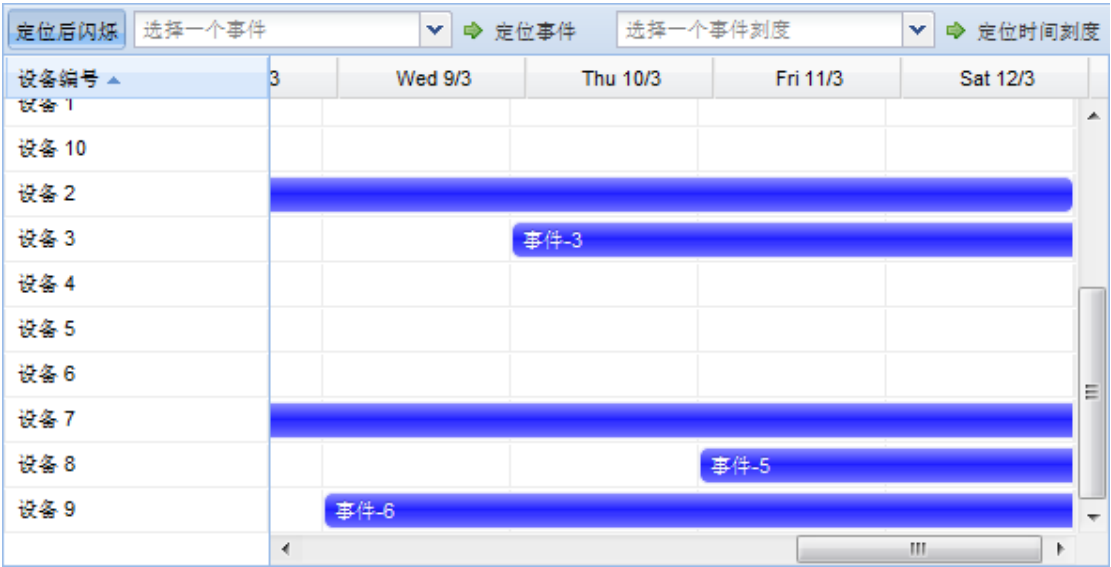 定位后闪烁 选择一个事件 定位事件 选择一个事件刻度 定位时间刻度
设备编号 3 Wed 9/3 Thu 10/3 Fri 11/3 Sat 12/3
设备 1
设备 10
设备 2
设备 3 事件-3
设备 4
设备 5
设备 6
设备 7
设备 8 事件-5
设备 9 事件-6